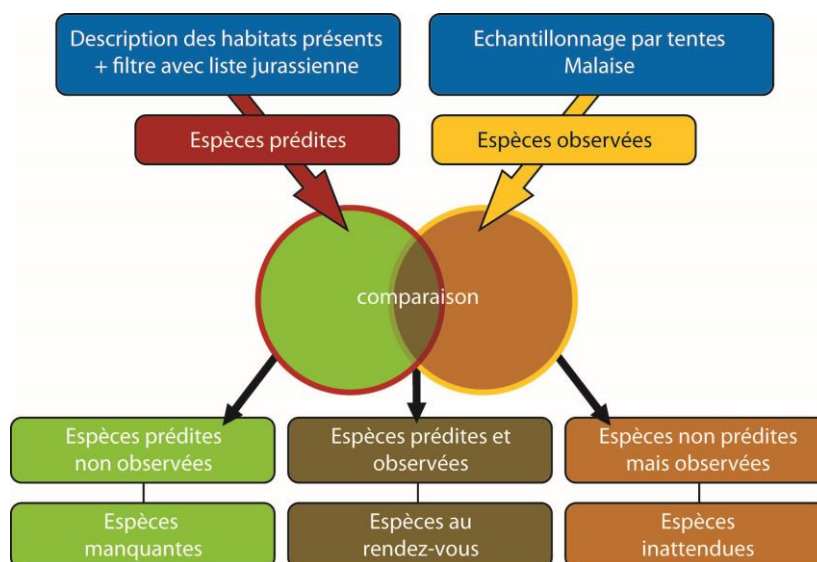 Description des habitats présents
+ filtre avec liste jurassienne
Echantillonnage par tentes
Malaise
Espèces prédites
Espèces observées
comparaison
Espèces prédites
non observées
Espèces prédites et
observées
Espèces non prédites
mais observées
Espèces
manquantes
Espèces au
rendez-vous
Espèces
inattendues